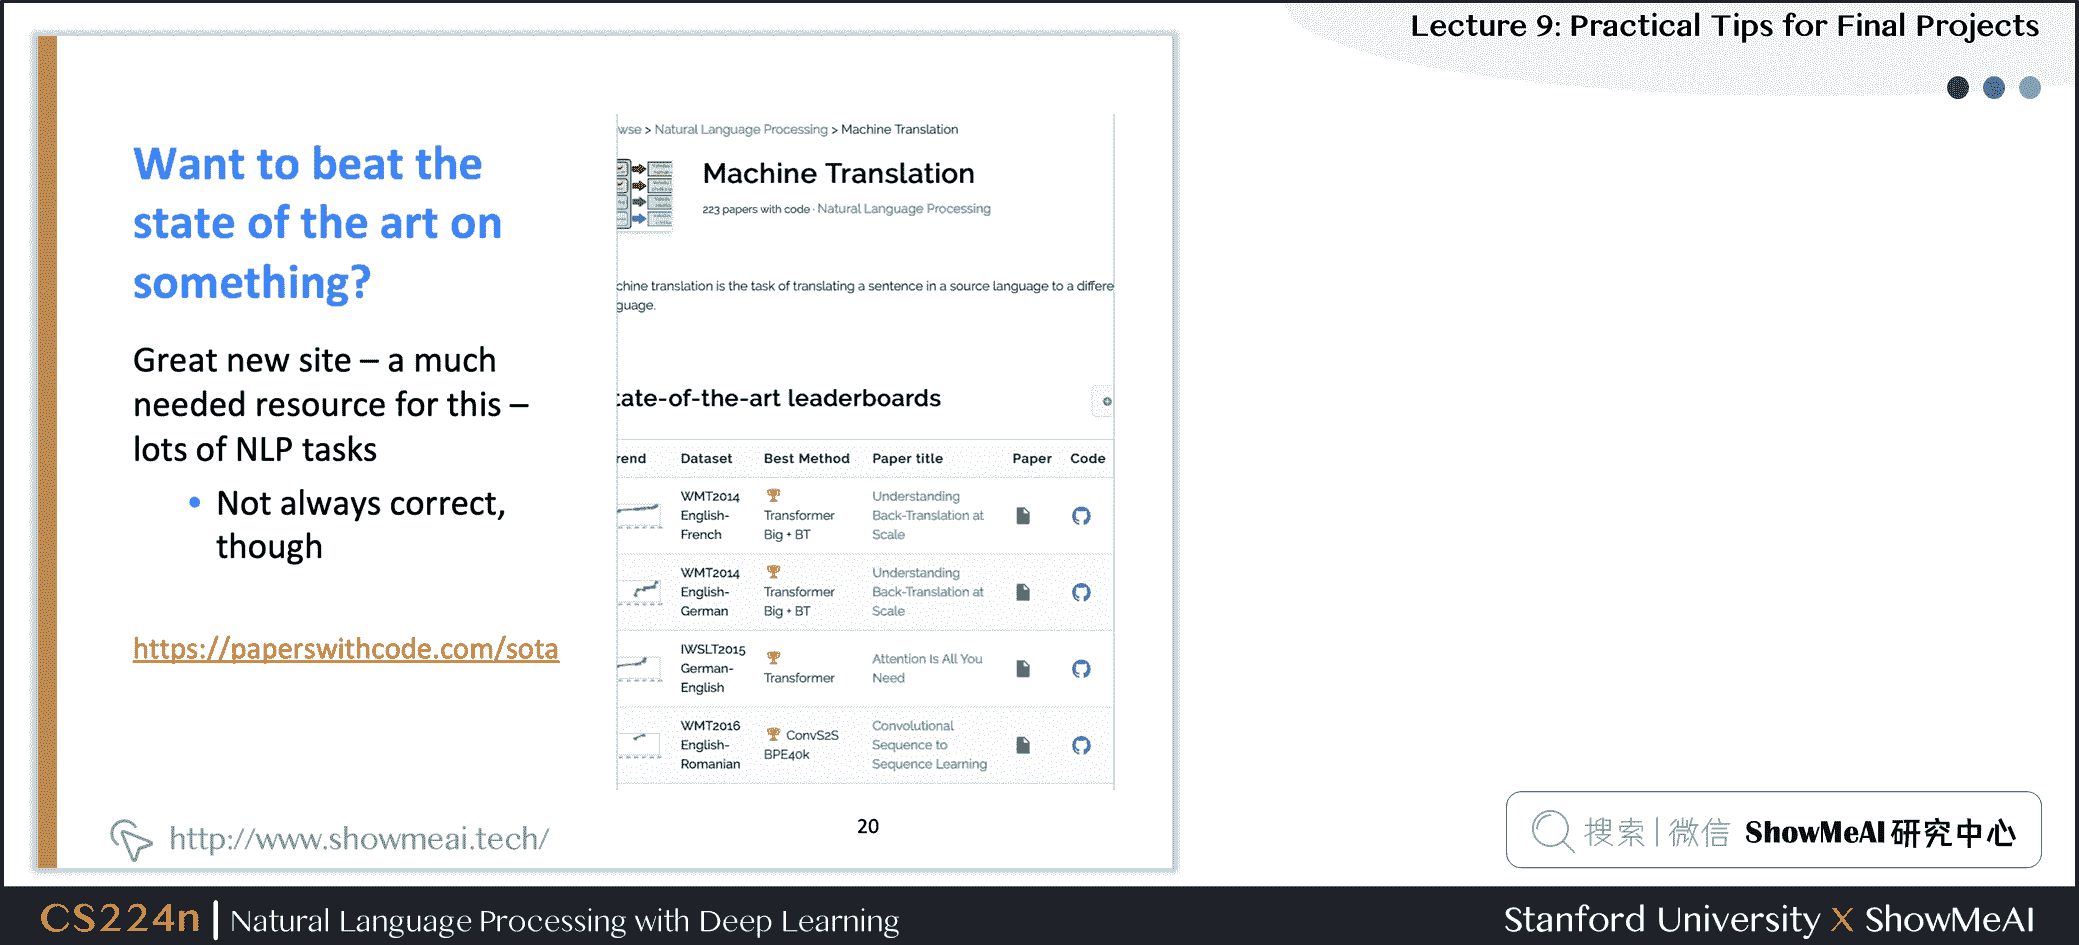 Lecture 9: Practical Tips for Final Projects
Want to beat the
state of the art on
something?
Great new site – a much
needed resource for this –
lots of NLP tasks
• Not always correct,
though
https://paperswithcode.com/sota
wse > Natural Language Processing > Machine Translation
Machine Translation
223 papers with code · Natural Language Processing
chine translation is the task of translating a sentence in a source language to a differe
guage.
tate-of-the-art leaderboards
rend Dataset Best Method Paper title Paper Code
WMT2014
English-
French
Transformer
Big + BT
Understanding
Back-Translation at
Scale
WMT2014
English-
German
Transformer
Big + BT
Understanding
Back-Translation at
Scale
IWSLT2015
German-
English
Transformer
Attention Is All You
Need
WMT2016
English-
Romanian
ConvS2S
BPE40k
Convolutional
Sequence to
Sequence Learning
20
http://www.showmeai.tech/
搜索 | 微信 ShowMeAI 研究中心
CS224n | Natural Language Processing with Deep Learning
Stanford University X ShowMeAI